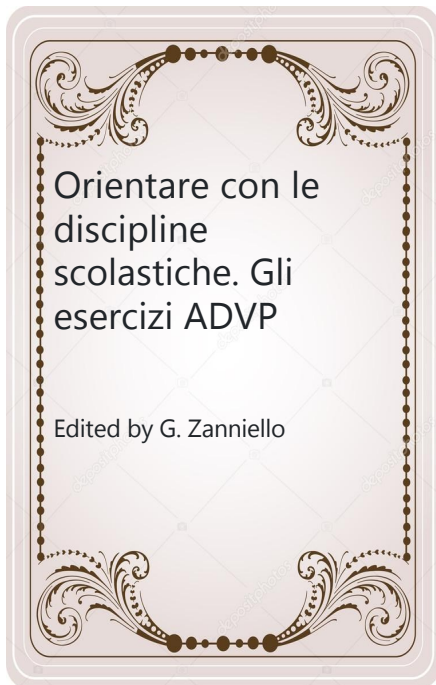 Orientare con le
discipline
scolastiche. Gli
esercizi ADVP
Edited by G. Zanniello